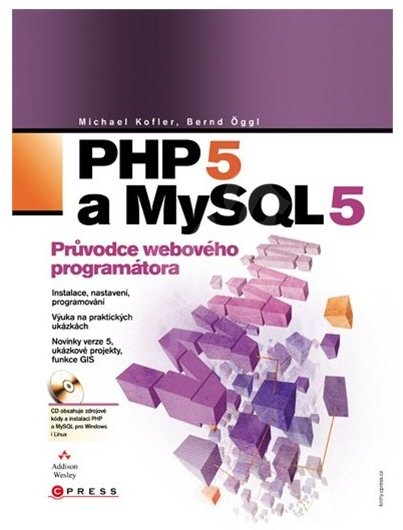 Michael Kofler, Bernd Öggl
PHP 5
a MySQL 5
Průvodce webového
programátora
Instalace, nastavení,
programování
Výuka na praktických
ukázkách
Novinky verze 5,
ukázkové projekty,
funkce GIS
CD obsahuje zdrojové
kódy a instalaci PHP
a MySQL pro Windows
i Linux
Addison
Wesley
CPRESS
knihy.cpress.cz